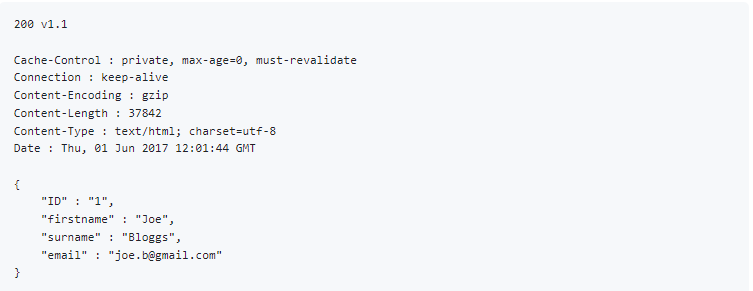 200 v1.1
Cache-Control : private, max-age=0, must-revalidate
Connection : keep-alive
Content-Encoding : gzip
Content-Length : 37842
Content-Type : text/html; charset=utf-8
Date : Thu, 01 Jun 2017 12:01:44 GMT
{
    "ID" : "1",
    "firstname" : "Joe",
    "surname" : "Bloggs",
    "email" : "joe.b@gmail.com"
}